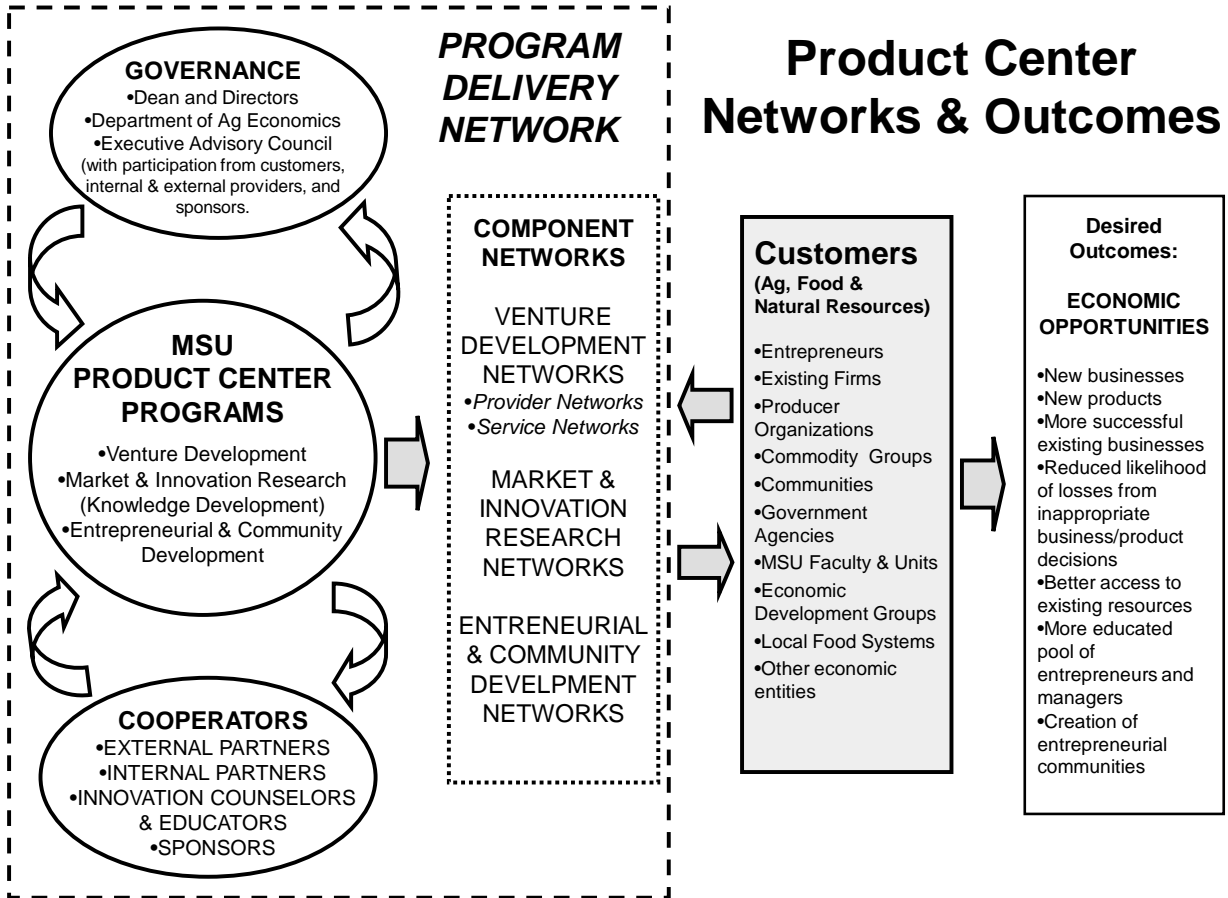 GOVERNANCE
•Dean and Directors
•Department of Ag Economics
•Executive Advisory Council
(with participation from customers,
internal & external providers, and
sponsors.
MSU
PRODUCT CENTER
PROGRAMS
•Venture Development
•Market & Innovation Research
(Knowledge Development)
•Entrepreneurial & Community
Development
COOPERATORS
•EXTERNAL PARTNERS
•INTERNAL PARTNERS
•INNOVATION COUNSELORS
& EDUCATORS
•SPONSORS
PROGRAM
DELIVERY
NETWORK
COMPONENT
NETWORKS
VENTURE
DEVELOPMENT
NETWORKS
•Provider Networks
•Service Networks
MARKET &
INNOVATION
RESEARCH
NETWORKS
ENTRENEURIAL
& COMMUNITY
DEVELPMENT
NETWORKS
Product Center
Networks & Outcomes
Customers
(Ag, Food &
Natural Resources)
•Entrepreneurs
•Existing Firms
•Producer
Organizations
•Commodity Groups
•Communities
•Government
Agencies
•MSU Faculty & Units
•Economic
Development Groups
•Local Food Systems
•Other economic
entities
Desired
Outcomes:
ECONOMIC
OPPORTUNITIES
•New businesses
•New products
•More successful
existing businesses
•Reduced likelihood
of losses from
inappropriate
business/product
decisions
•Better access to
existing resources
•More educated
pool of
entrepreneurs and
managers
•Creation of
entrepreneurial
communities